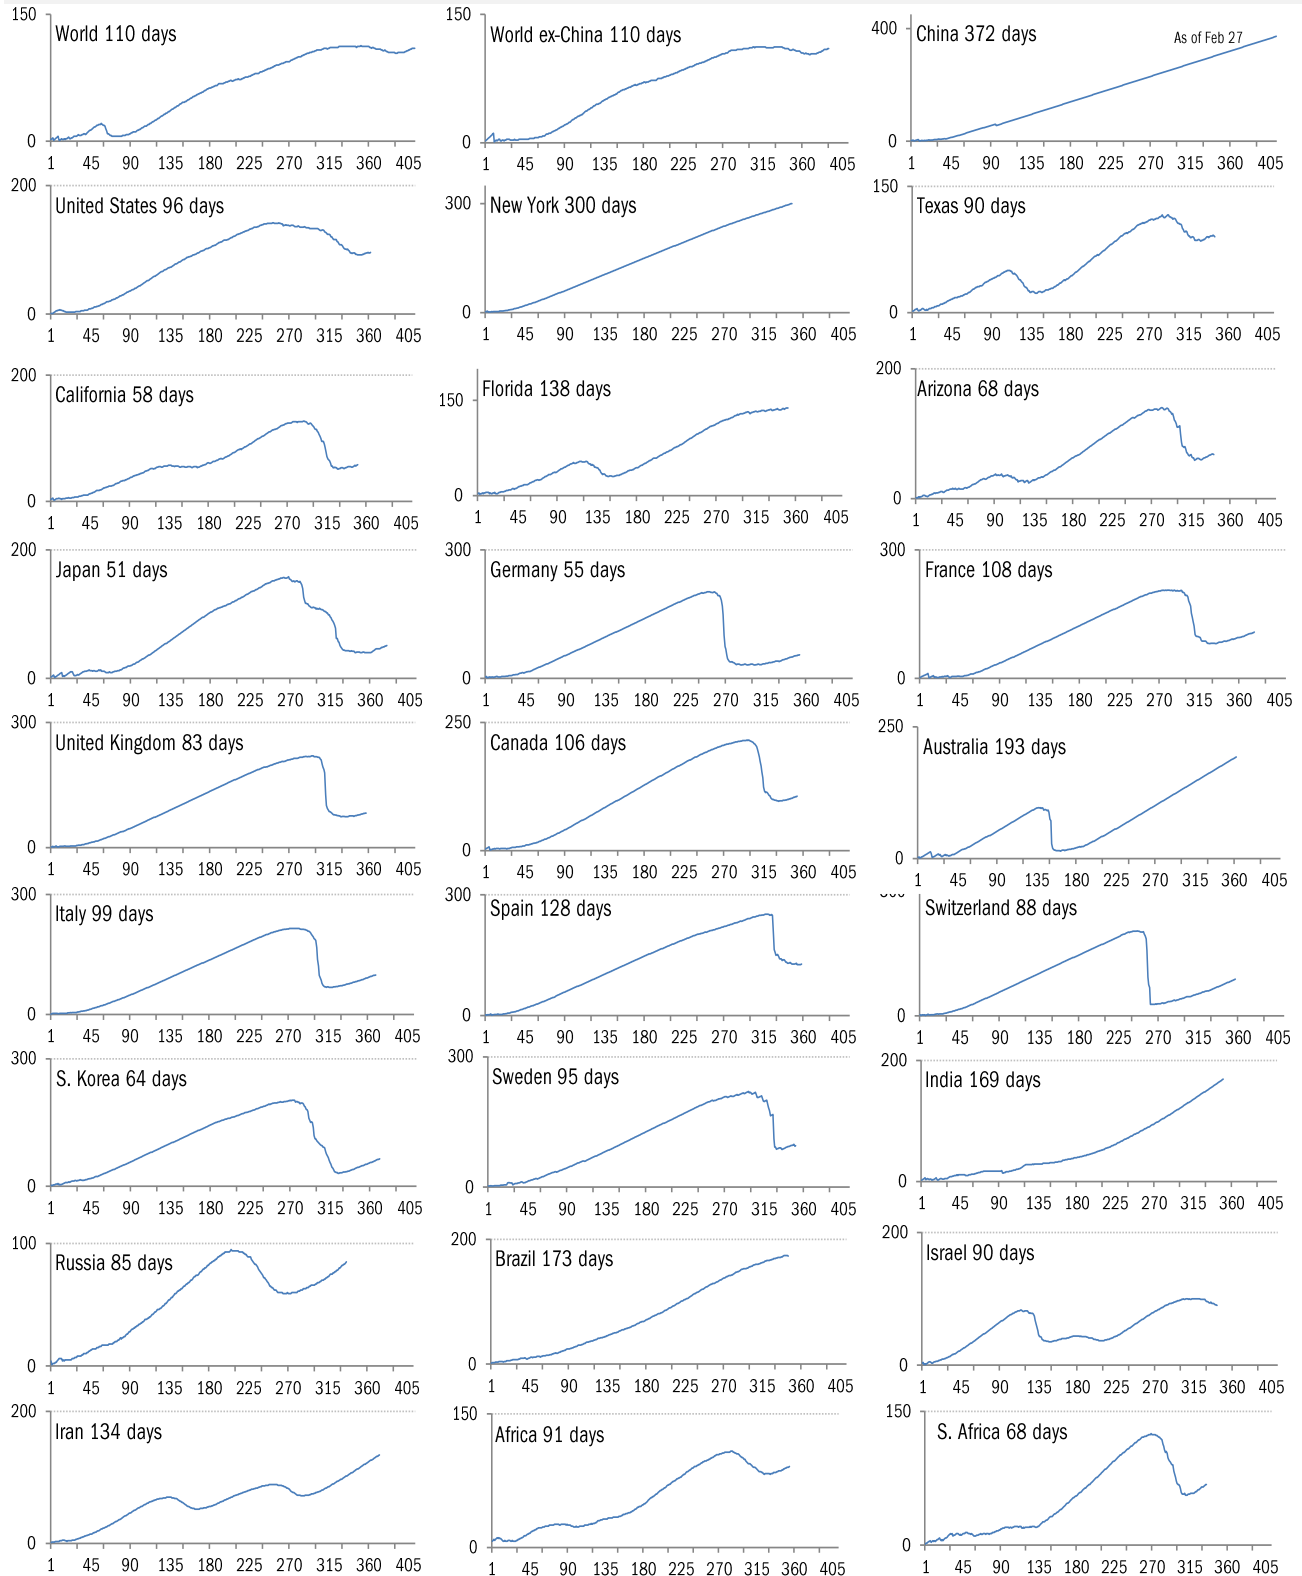 150
World 110 days
0
1 45 90 135 180 225 270 315 360 405
150
World ex-China 110 days
0
1 45 90 135 180 225 270 315 360 405
400
China 372 days
As of Feb 27
0
1 45 90 135 180 225 270 315 360 405
200
United States 96 days
0
1 45 90 135 180 225 270 315 360 405
300
New York 300 days
0
1 45 90 135 180 225 270 315 360 405
150
Texas 90 days
0
1 45 90 135 180 225 270 315 360 405
200
California 58 days
0
1 45 90 135 180 225 270 315 360 405
150
Florida 138 days
0
1 45 90 135 180 225 270 315 360 405
200
Arizona 68 days
0
1 45 90 135 180 225 270 315 360 405
200
Japan 51 days
0
1 45 90 135 180 225 270 315 360 405
300
Germany 55 days
0
1 45 90 135 180 225 270 315 360 405
300
France 108 days
0
1 45 90 135 180 225 270 315 360 405
300
United Kingdom 83 days
0
1 45 90 135 180 225 270 315 360 405
250
Canada 106 days
0
1 45 90 135 180 225 270 315 360 405
250
Australia 193 days
0
1 45 90 135 180 225 270 315 360 405
300
Italy 99 days
0
1 45 90 135 180 225 270 315 360 405
300
Spain 128 days
0
1 45 90 135 180 225 270 315 360 405
Switzerland 88 days
0
1 45 90 135 180 225 270 315 360 405
300
S. Korea 64 days
0
1 45 90 135 180 225 270 315 360 405
300
Sweden 95 days
0
1 45 90 135 180 225 270 315 360 405
200
India 169 days
0
1 45 90 135 180 225 270 315 360 405
100
Russia 85 days
0
1 45 90 135 180 225 270 315 360 405
200
Brazil 173 days
0
1 45 90 135 180 225 270 315 360 405
200
Israel 90 days
0
1 45 90 135 180 225 270 315 360 405
200
Iran 134 days
0
1 45 90 135 180 225 270 315 360 405
150
Africa 91 days
0
1 45 90 135 180 225 270 315 360 405
150
S. Africa 68 days
0
1 45 90 135 180 225 270 315 360 405